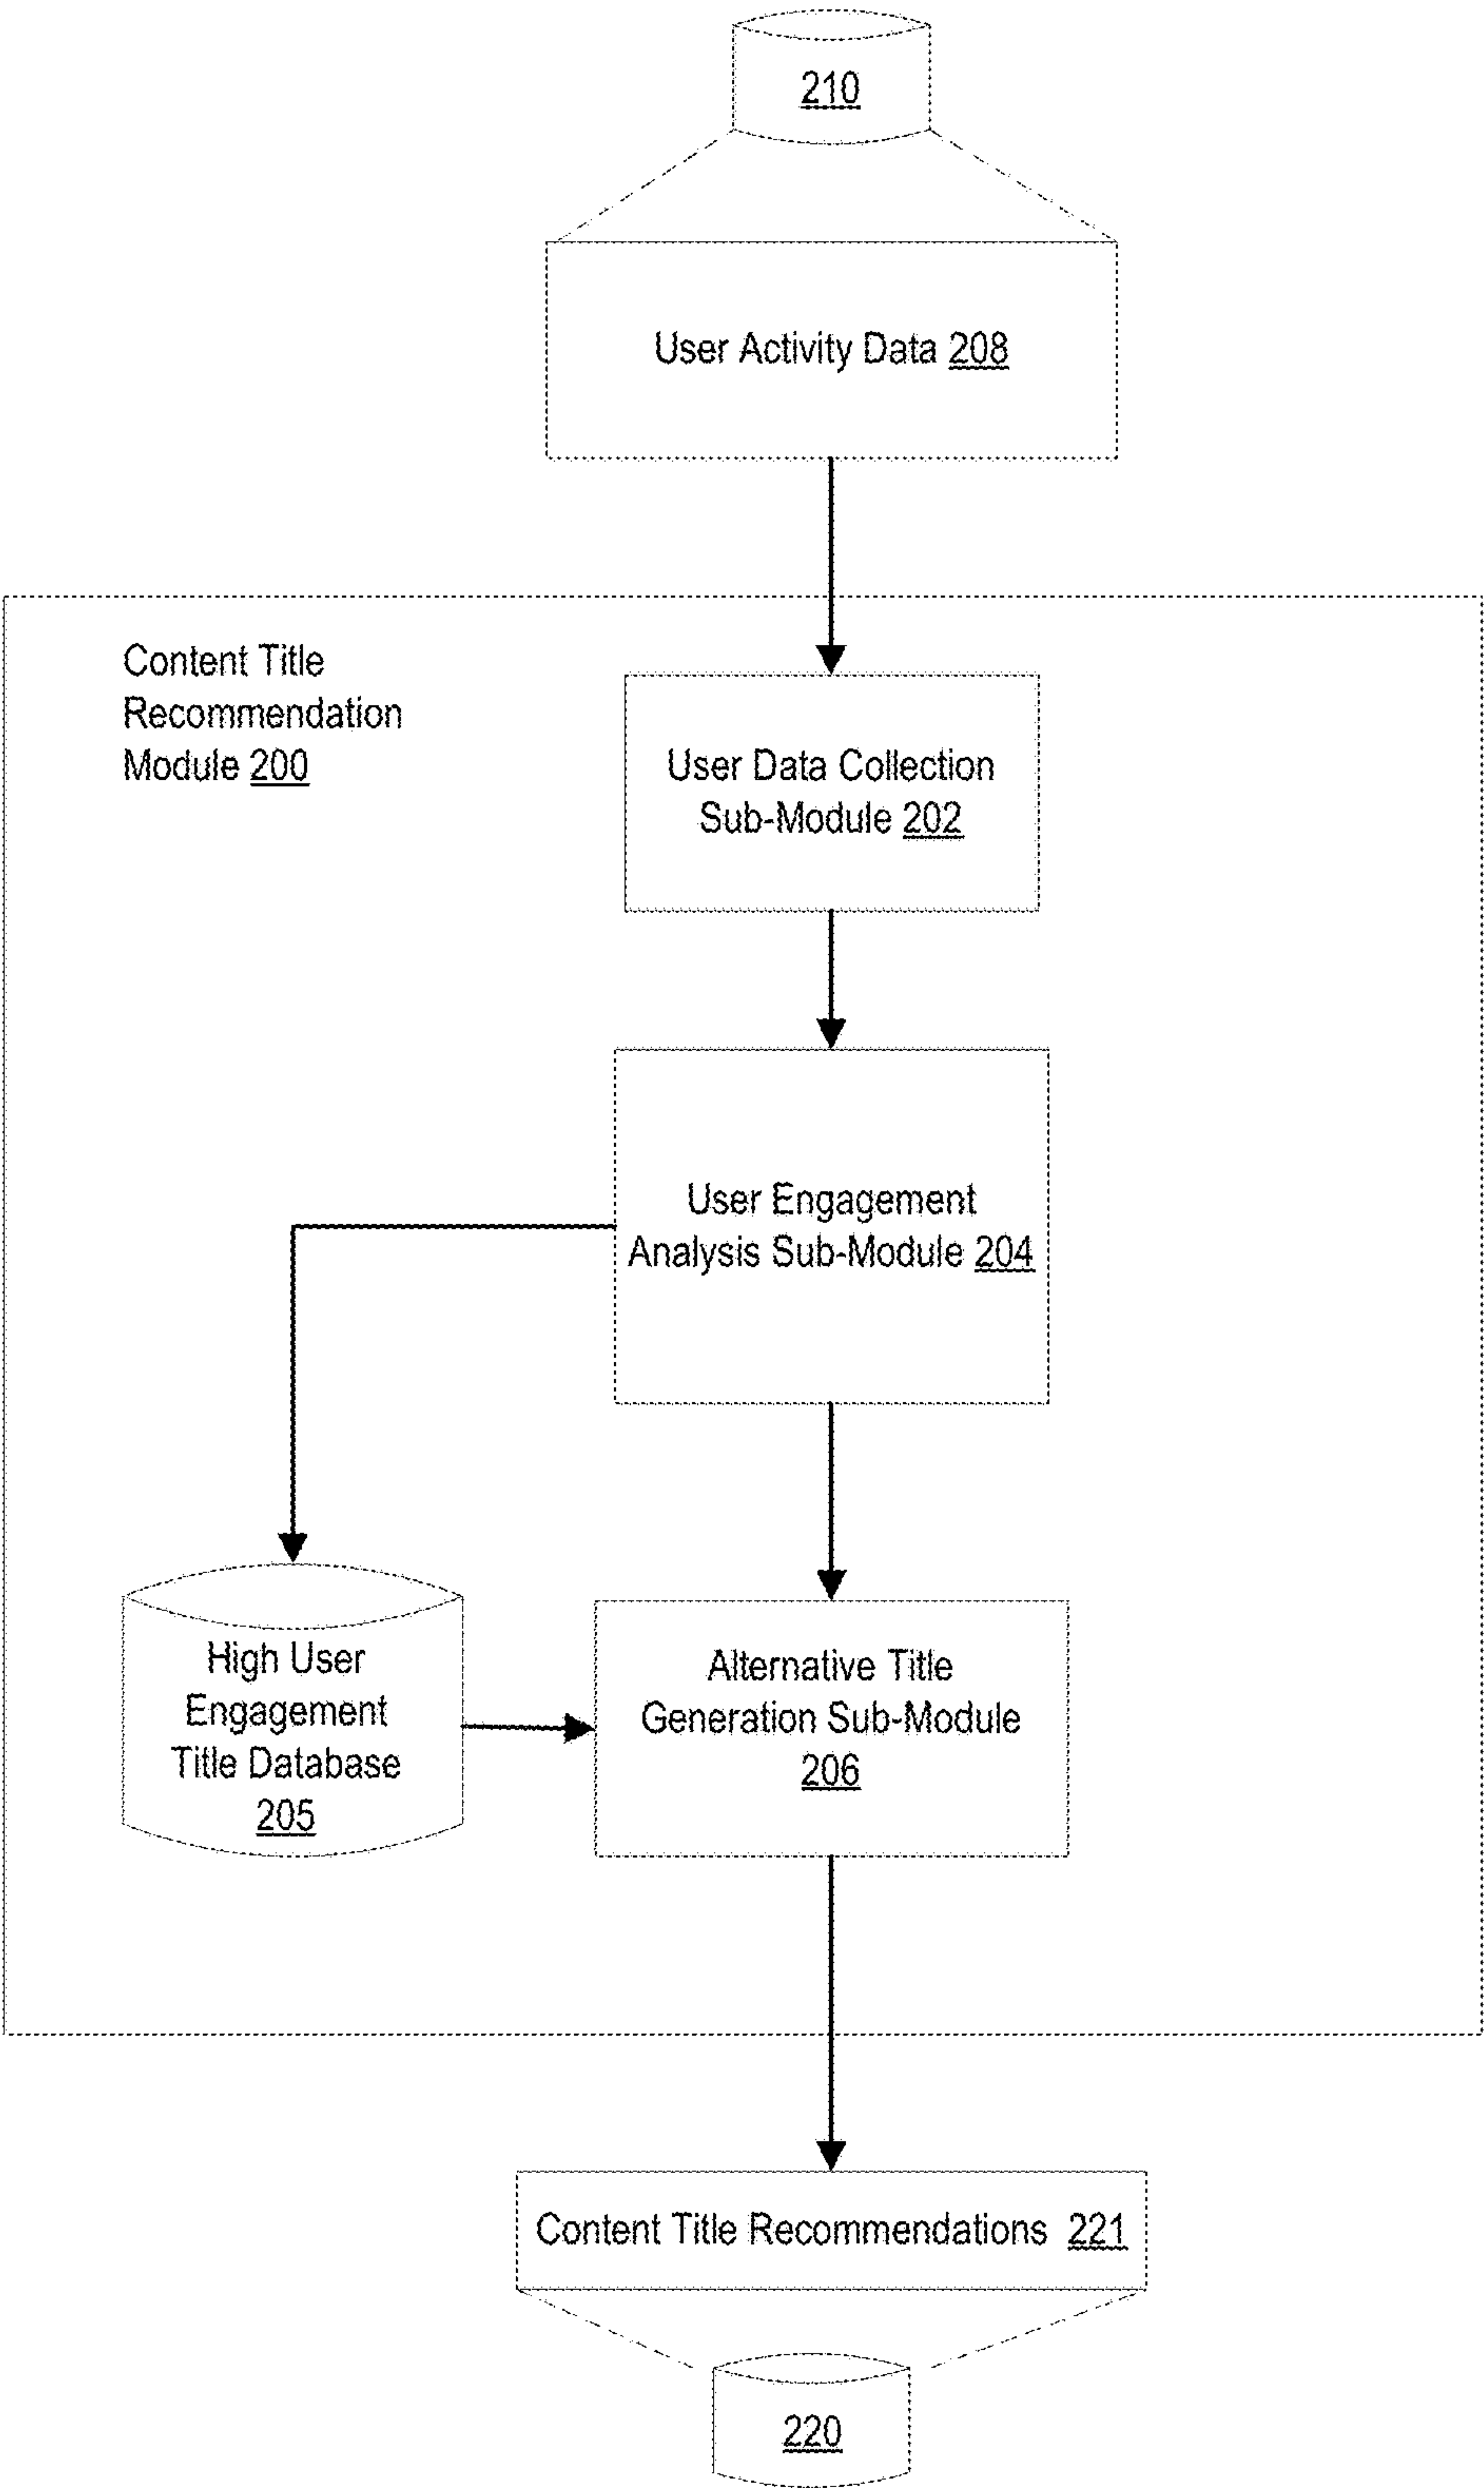 210
User Activity Data 208
Content Title
Recommendation
Module 200
User Data Collection
Sub-Module 202
User Engagement
Analysis Sub-Module 204
High User
Engagement
Title Database
205
Alternative Title
Generation Sub-Module
206
Content Title Recommendations 221
220